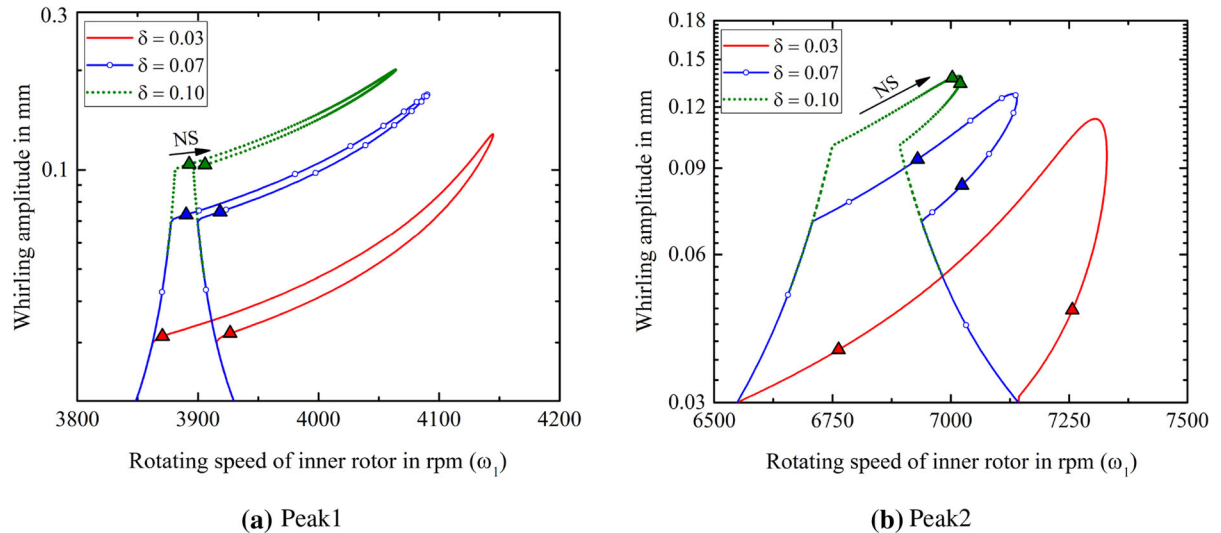 0.3
0.1
Whirling amplitude in mm
δ = 0.03
δ = 0.07
δ = 0.10
NS
3800
3900
4000
4100
4200
Rotating speed of inner rotor in rpm (ω₁)
(a) Peak1
0.18
0.15
0.12
0.09
0.06
0.03
Whirling amplitude in mm
δ = 0.03
δ = 0.07
δ = 0.10
NS
6500
6750
7000
7250
7500
Rotating speed of inner rotor in rpm (ω₁)
(b) Peak2